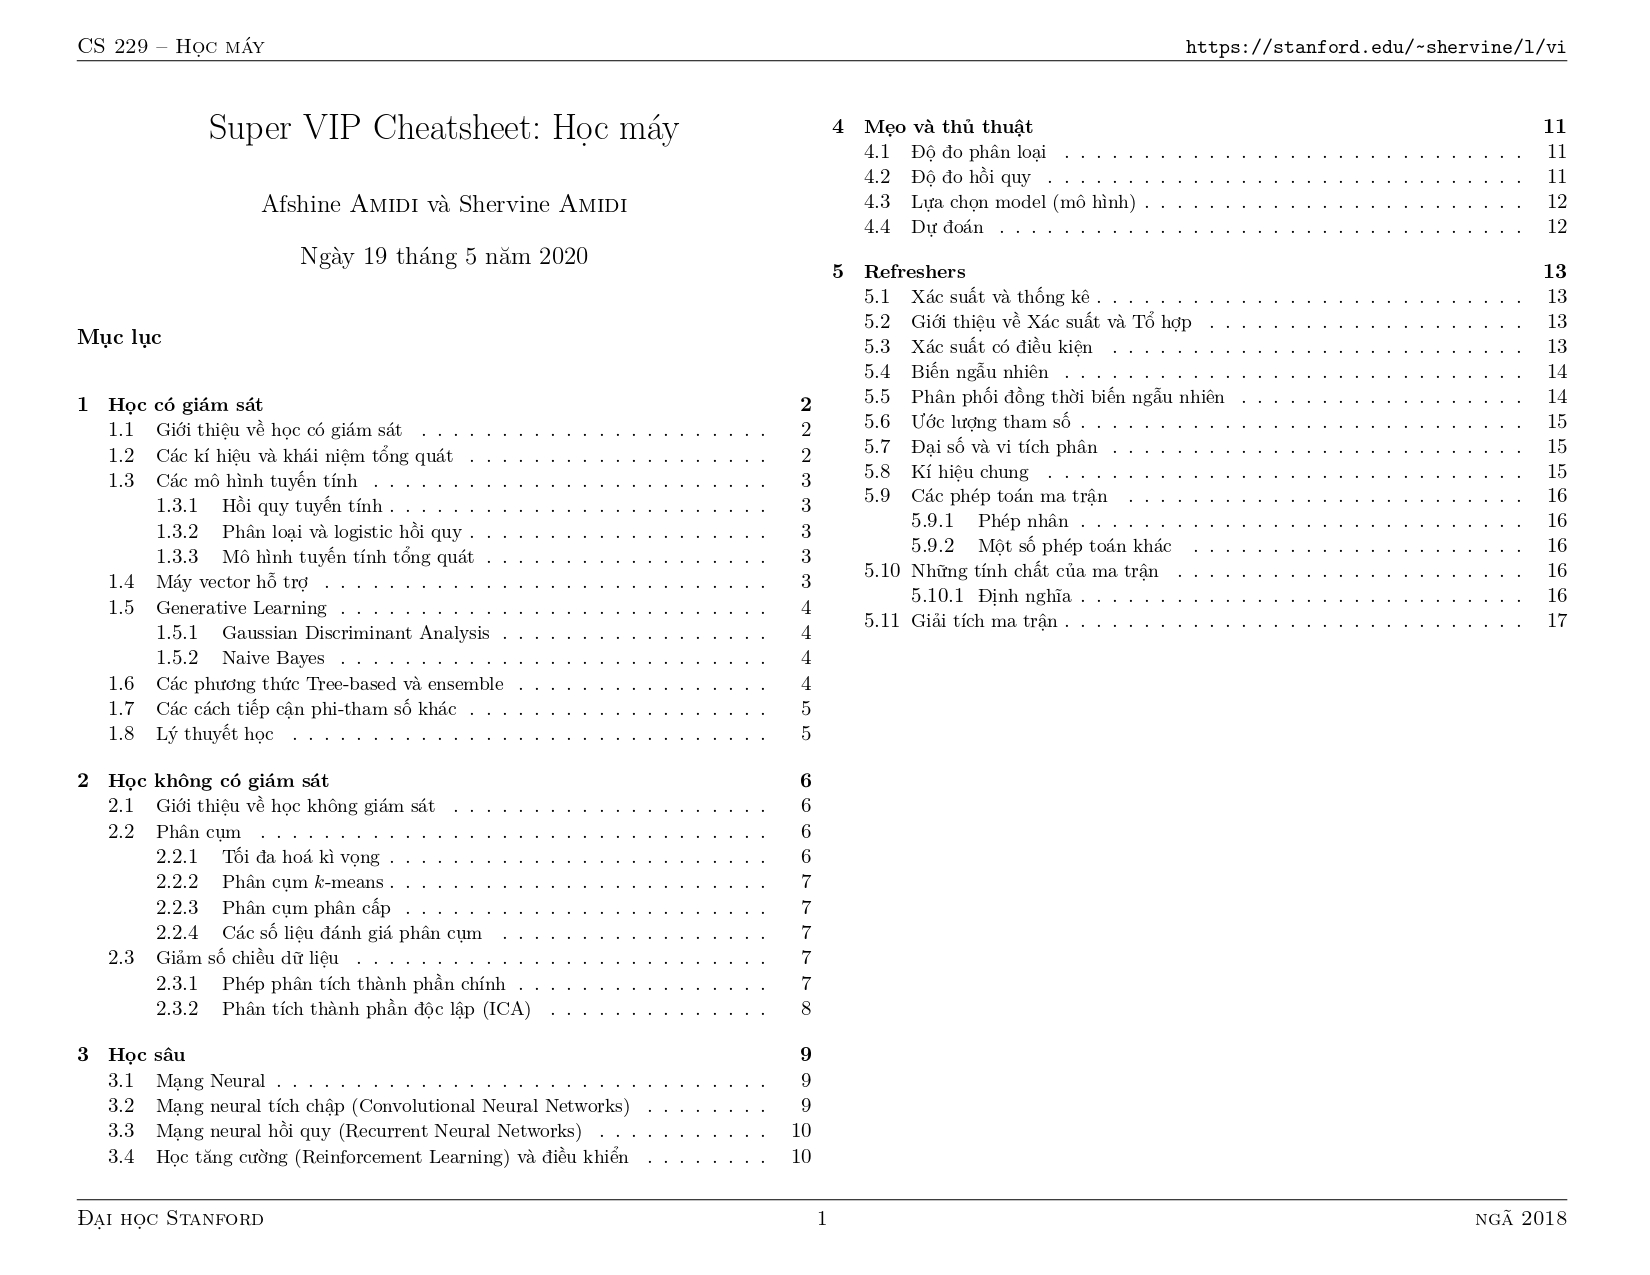 CS 229 – Học máy
https://stanford.edu/~shervine/l/vi
Super VIP Cheatsheet: Học máy
Afshine Amidi và Shervine Amidi
Ngày 19 tháng 5 năm 2020
Mục lục
1 Học có giám sát 2
1.1 Giới thiệu về học có giám sát . . . . . . . . . . . . . . . . . . . . . . 2
1.2 Các kí hiệu và khái niệm tổng quát . . . . . . . . . . . . . . . . . . . 2
1.3 Các mô hình tuyến tính . . . . . . . . . . . . . . . . . . . . . . . . . 3
1.3.1 Hồi quy tuyến tính . . . . . . . . . . . . . . . . . . . . . . . . 3
1.3.2 Phân loại và logistic hồi quy . . . . . . . . . . . . . . . . . . . 3
1.3.3 Mô hình tuyến tính tổng quát . . . . . . . . . . . . . . . . . . 3
1.4 Máy vector hỗ trợ . . . . . . . . . . . . . . . . . . . . . . . . . . . . 3
1.5 Generative Learning . . . . . . . . . . . . . . . . . . . . . . . . . . . 4
1.5.1 Gaussian Discriminant Analysis . . . . . . . . . . . . . . . . . 4
1.5.2 Naive Bayes . . . . . . . . . . . . . . . . . . . . . . . . . . . 4
1.6 Các phương thức Tree-based và ensemble . . . . . . . . . . . . . . . . 4
1.7 Các cách tiếp cận phi-tham số khác . . . . . . . . . . . . . . . . . . . 5
1.8 Lý thuyết học . . . . . . . . . . . . . . . . . . . . . . . . . . . . . . 5
2 Học không có giám sát 6
2.1 Giới thiệu về học không giám sát . . . . . . . . . . . . . . . . . . . . 6
2.2 Phân cụm . . . . . . . . . . . . . . . . . . . . . . . . . . . . . . . . 6
2.2.1 Tối đa hoá kì vọng . . . . . . . . . . . . . . . . . . . . . . . . 6
2.2.2 Phân cụm k-means . . . . . . . . . . . . . . . . . . . . . . . . 7
2.2.3 Phân cụm phân cấp . . . . . . . . . . . . . . . . . . . . . . . 7
2.2.4 Các số liệu đánh giá phân cụm . . . . . . . . . . . . . . . . . 7
2.3 Giảm số chiều dữ liệu . . . . . . . . . . . . . . . . . . . . . . . . . . 7
2.3.1 Phép phân tích thành phần chính . . . . . . . . . . . . . . . . 7
2.3.2 Phân tích thành phần độc lập (ICA) . . . . . . . . . . . . . . 8
3 Học sâu 9
3.1 Mạng Neural . . . . . . . . . . . . . . . . . . . . . . . . . . . . . . . 9
3.2 Mạng neural tích chập (Convolutional Neural Networks) . . . . . . . . 9
3.3 Mạng neural hồi quy (Recurrent Neural Networks) . . . . . . . . . . . 10
3.4 Học tăng cường (Reinforcement Learning) và điều khiển . . . . . . . . 10
4 Mẹo và thủ thuật 11
4.1 Độ đo phân loại . . . . . . . . . . . . . . . . . . . . . . . . . . . . . 11
4.2 Độ đo hồi quy . . . . . . . . . . . . . . . . . . . . . . . . . . . . . . 11
4.3 Lựa chọn model (mô hình) . . . . . . . . . . . . . . . . . . . . . . . . 12
4.4 Dự đoán . . . . . . . . . . . . . . . . . . . . . . . . . . . . . . . . . 12
5 Refreshers 13
5.1 Xác suất và thống kê . . . . . . . . . . . . . . . . . . . . . . . . . . . 13
5.2 Giới thiệu về Xác suất và Tổ hợp . . . . . . . . . . . . . . . . . . . . 13
5.3 Xác suất có điều kiện . . . . . . . . . . . . . . . . . . . . . . . . . . 13
5.4 Biến ngẫu nhiên . . . . . . . . . . . . . . . . . . . . . . . . . . . . . 14
5.5 Phân phối đồng thời biến ngẫu nhiên . . . . . . . . . . . . . . . . . . 14
5.6 Ước lượng tham số . . . . . . . . . . . . . . . . . . . . . . . . . . . . 15
5.7 Đại số và vi tích phân . . . . . . . . . . . . . . . . . . . . . . . . . . 15
5.8 Kí hiệu chung . . . . . . . . . . . . . . . . . . . . . . . . . . . . . . 15
5.9 Các phép toán ma trận . . . . . . . . . . . . . . . . . . . . . . . . . 16
5.9.1 Phép nhân . . . . . . . . . . . . . . . . . . . . . . . . . . . . 16
5.9.2 Một số phép toán khác . . . . . . . . . . . . . . . . . . . . . 16
5.10 Những tính chất của ma trận . . . . . . . . . . . . . . . . . . . . . . 16
5.10.1 Định nghĩa . . . . . . . . . . . . . . . . . . . . . . . . . . . . 16
5.11 Giải tích ma trận . . . . . . . . . . . . . . . . . . . . . . . . . . . . . 17
Đại học Stanford
1
ngã 2018